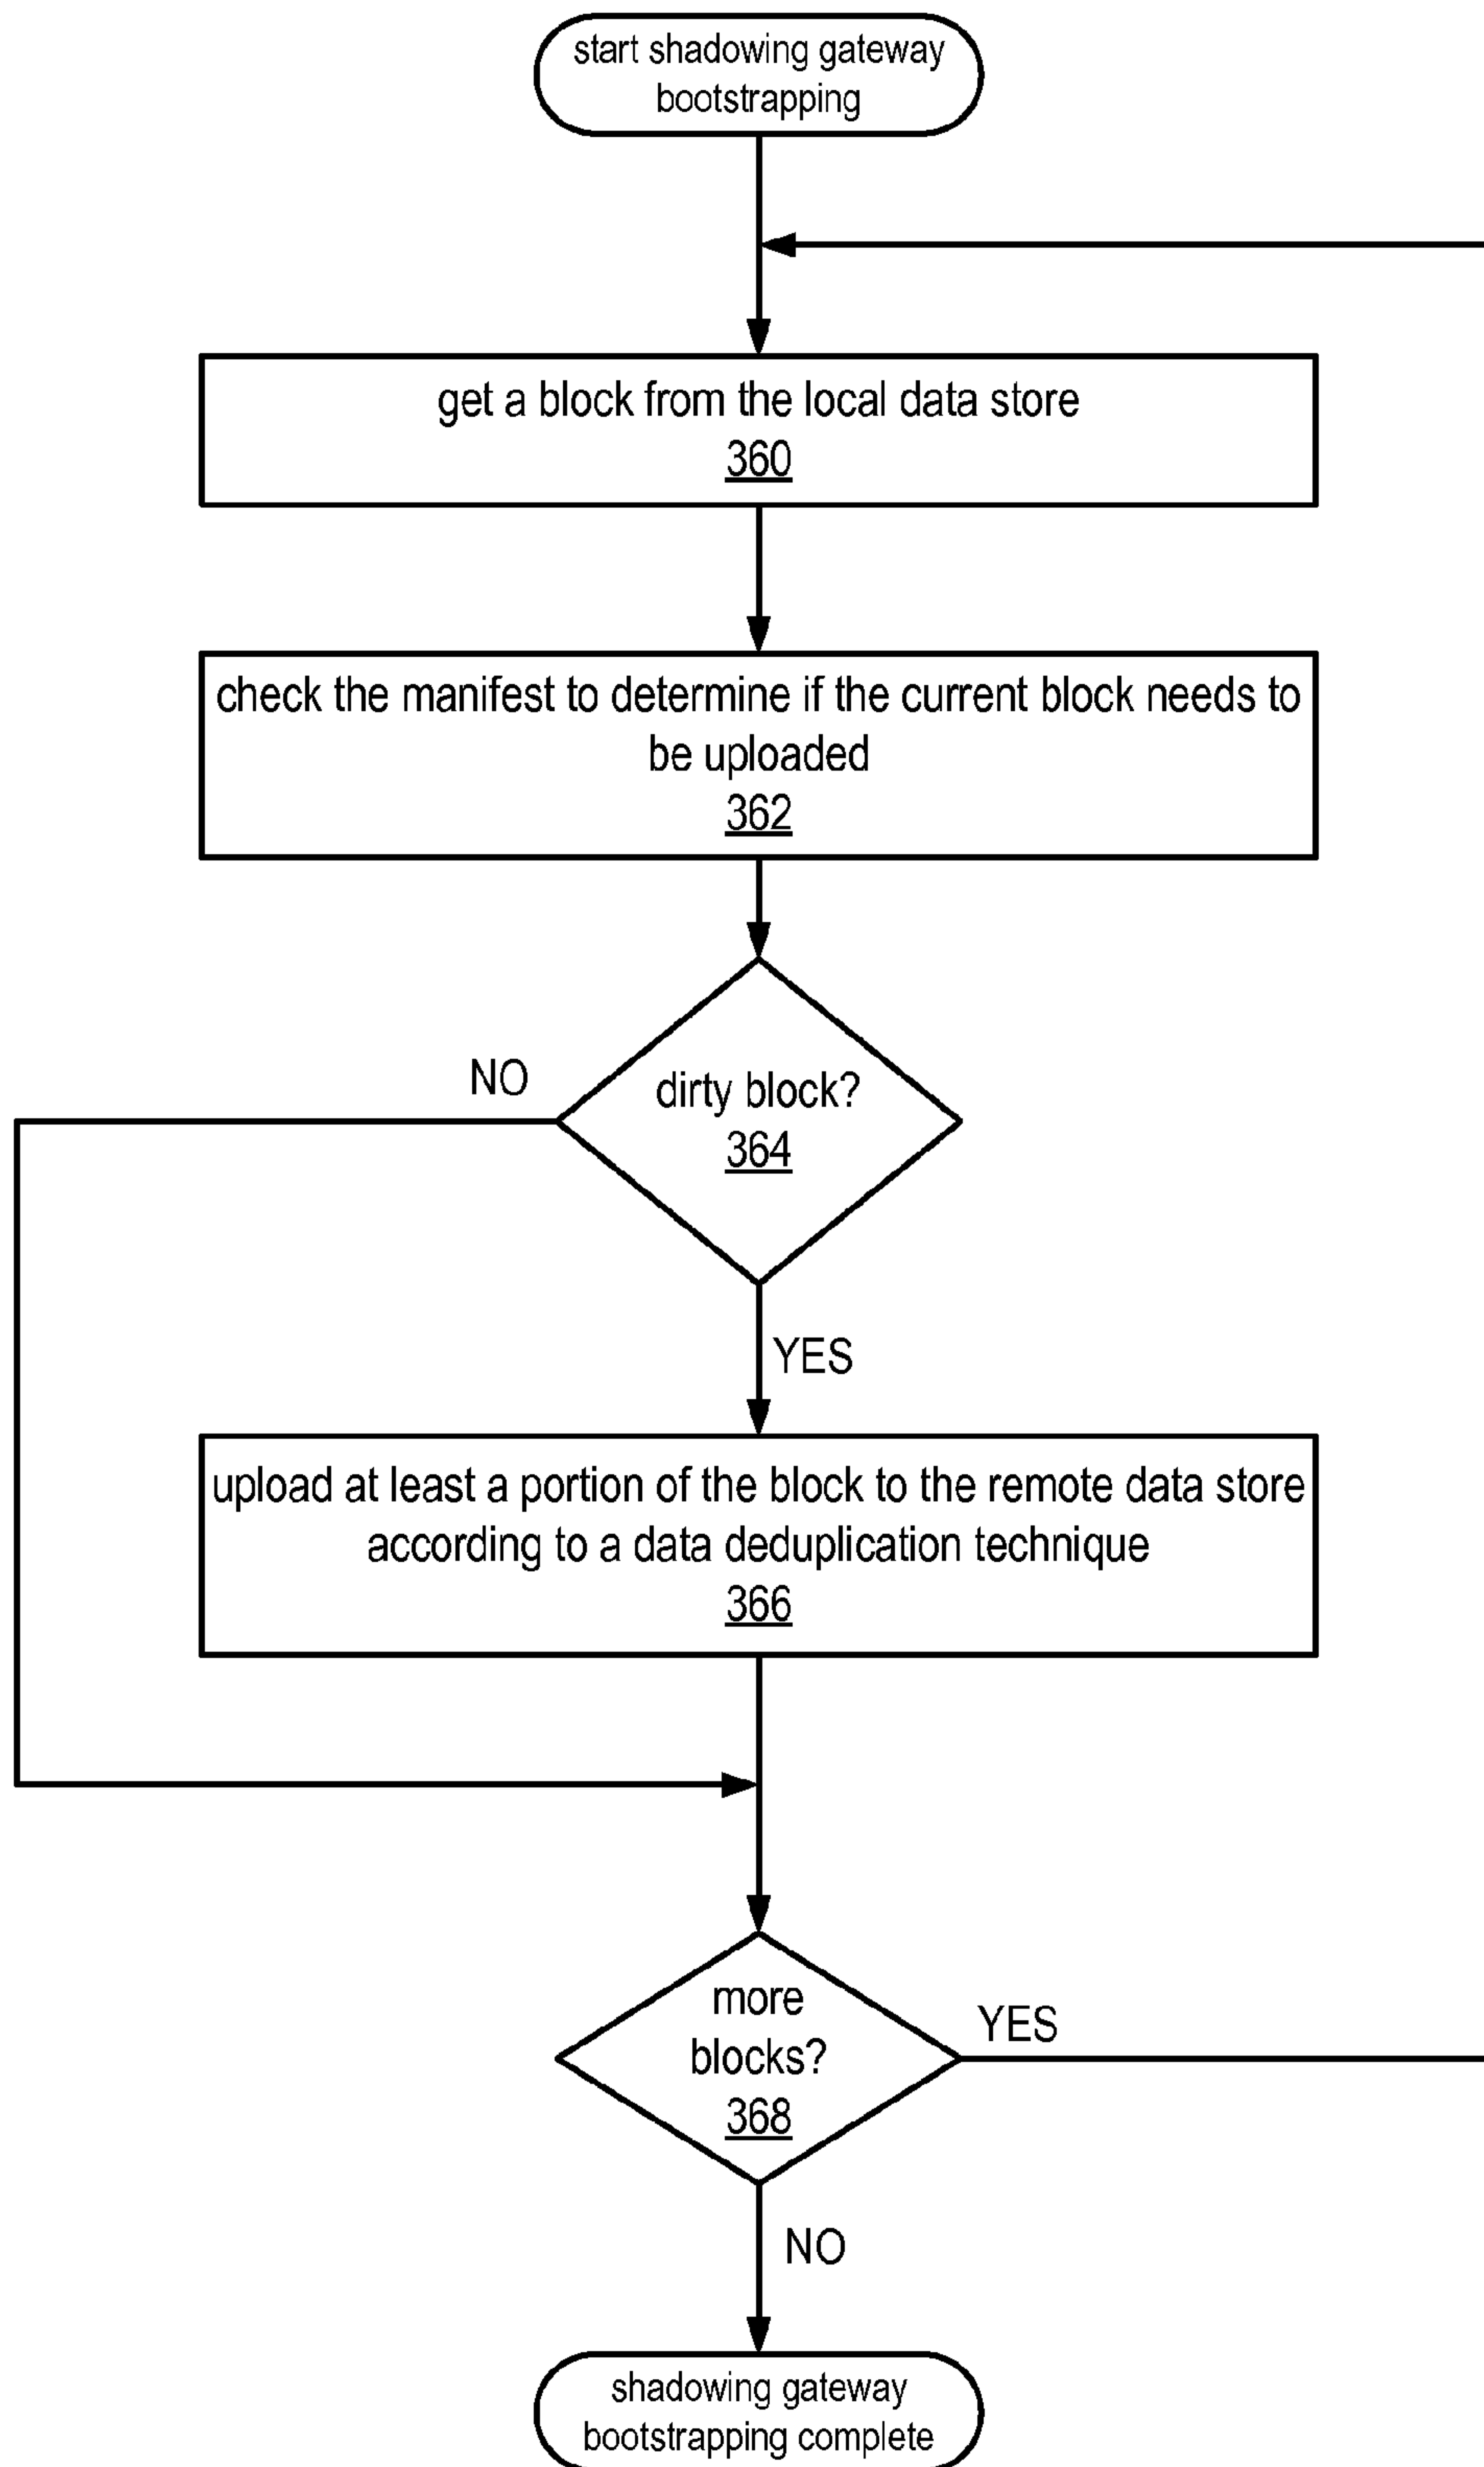 start shadowing gateway
bootstrapping
get a block from the local data store
360
check the manifest to determine if the current block needs to
be uploaded
362
NO
dirty block?
364
YES
upload at least a portion of the block to the remote data store
according to a data deduplication technique
366
more
blocks?
368
YES
NO
shadowing gateway
bootstrapping complete